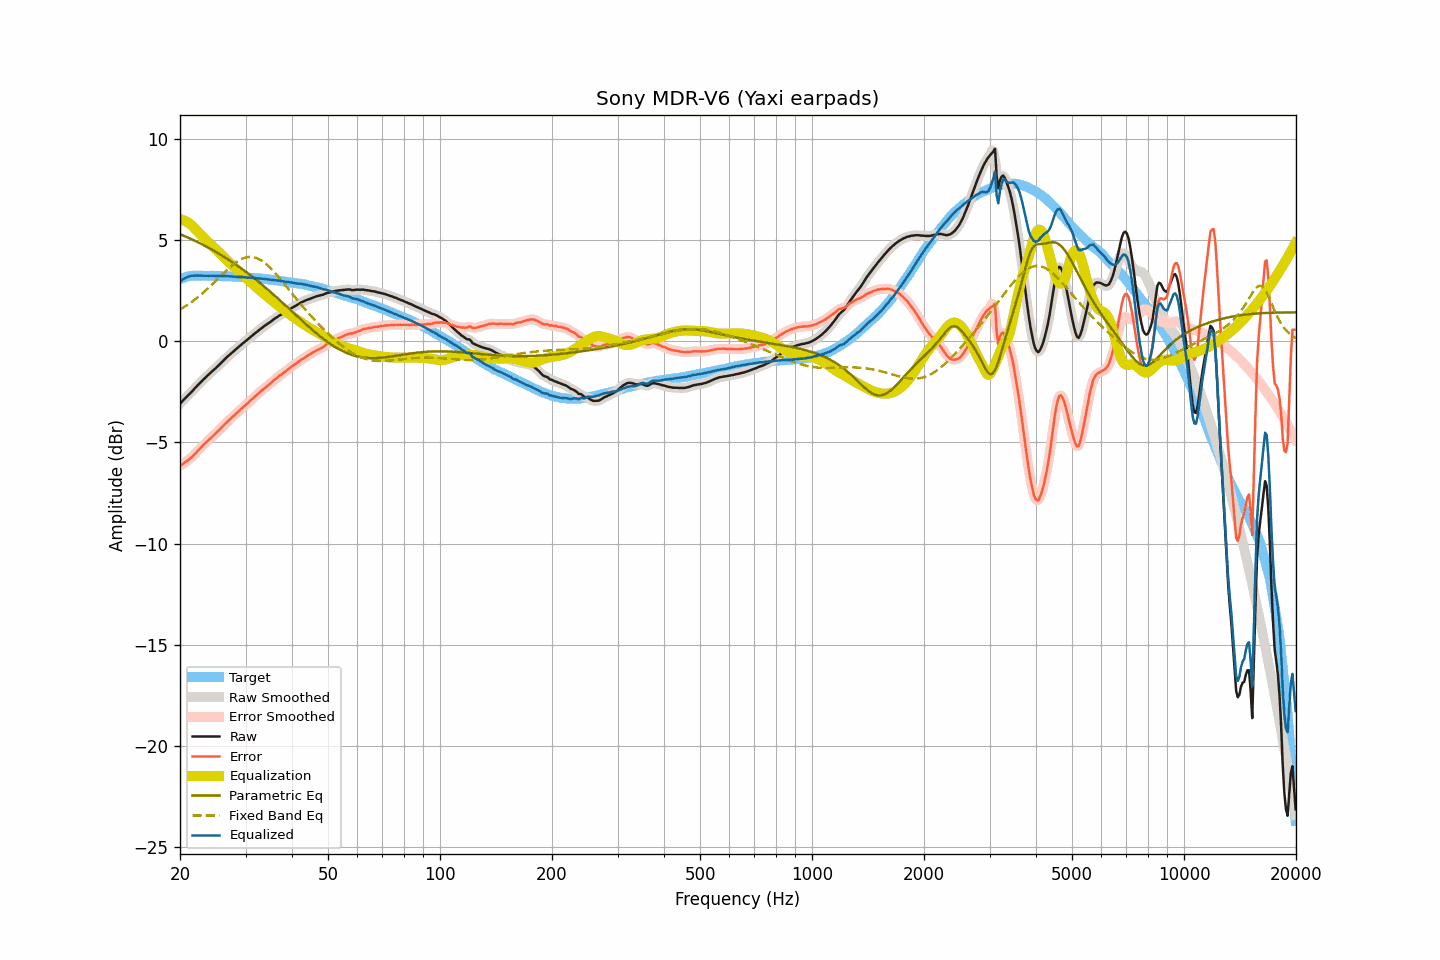 Sony MDR-V6 (Yaxi earpads)
10
5
0
−5
−10
−15
−20
−25
Amplitude (dBr)
Target
Raw Smoothed
Error Smoothed
Raw
Error
Equalization
Parametric Eq
Fixed Band Eq
Equalized
20 50 100 200 500 1000 2000 5000 10000 20000
Frequency (Hz)